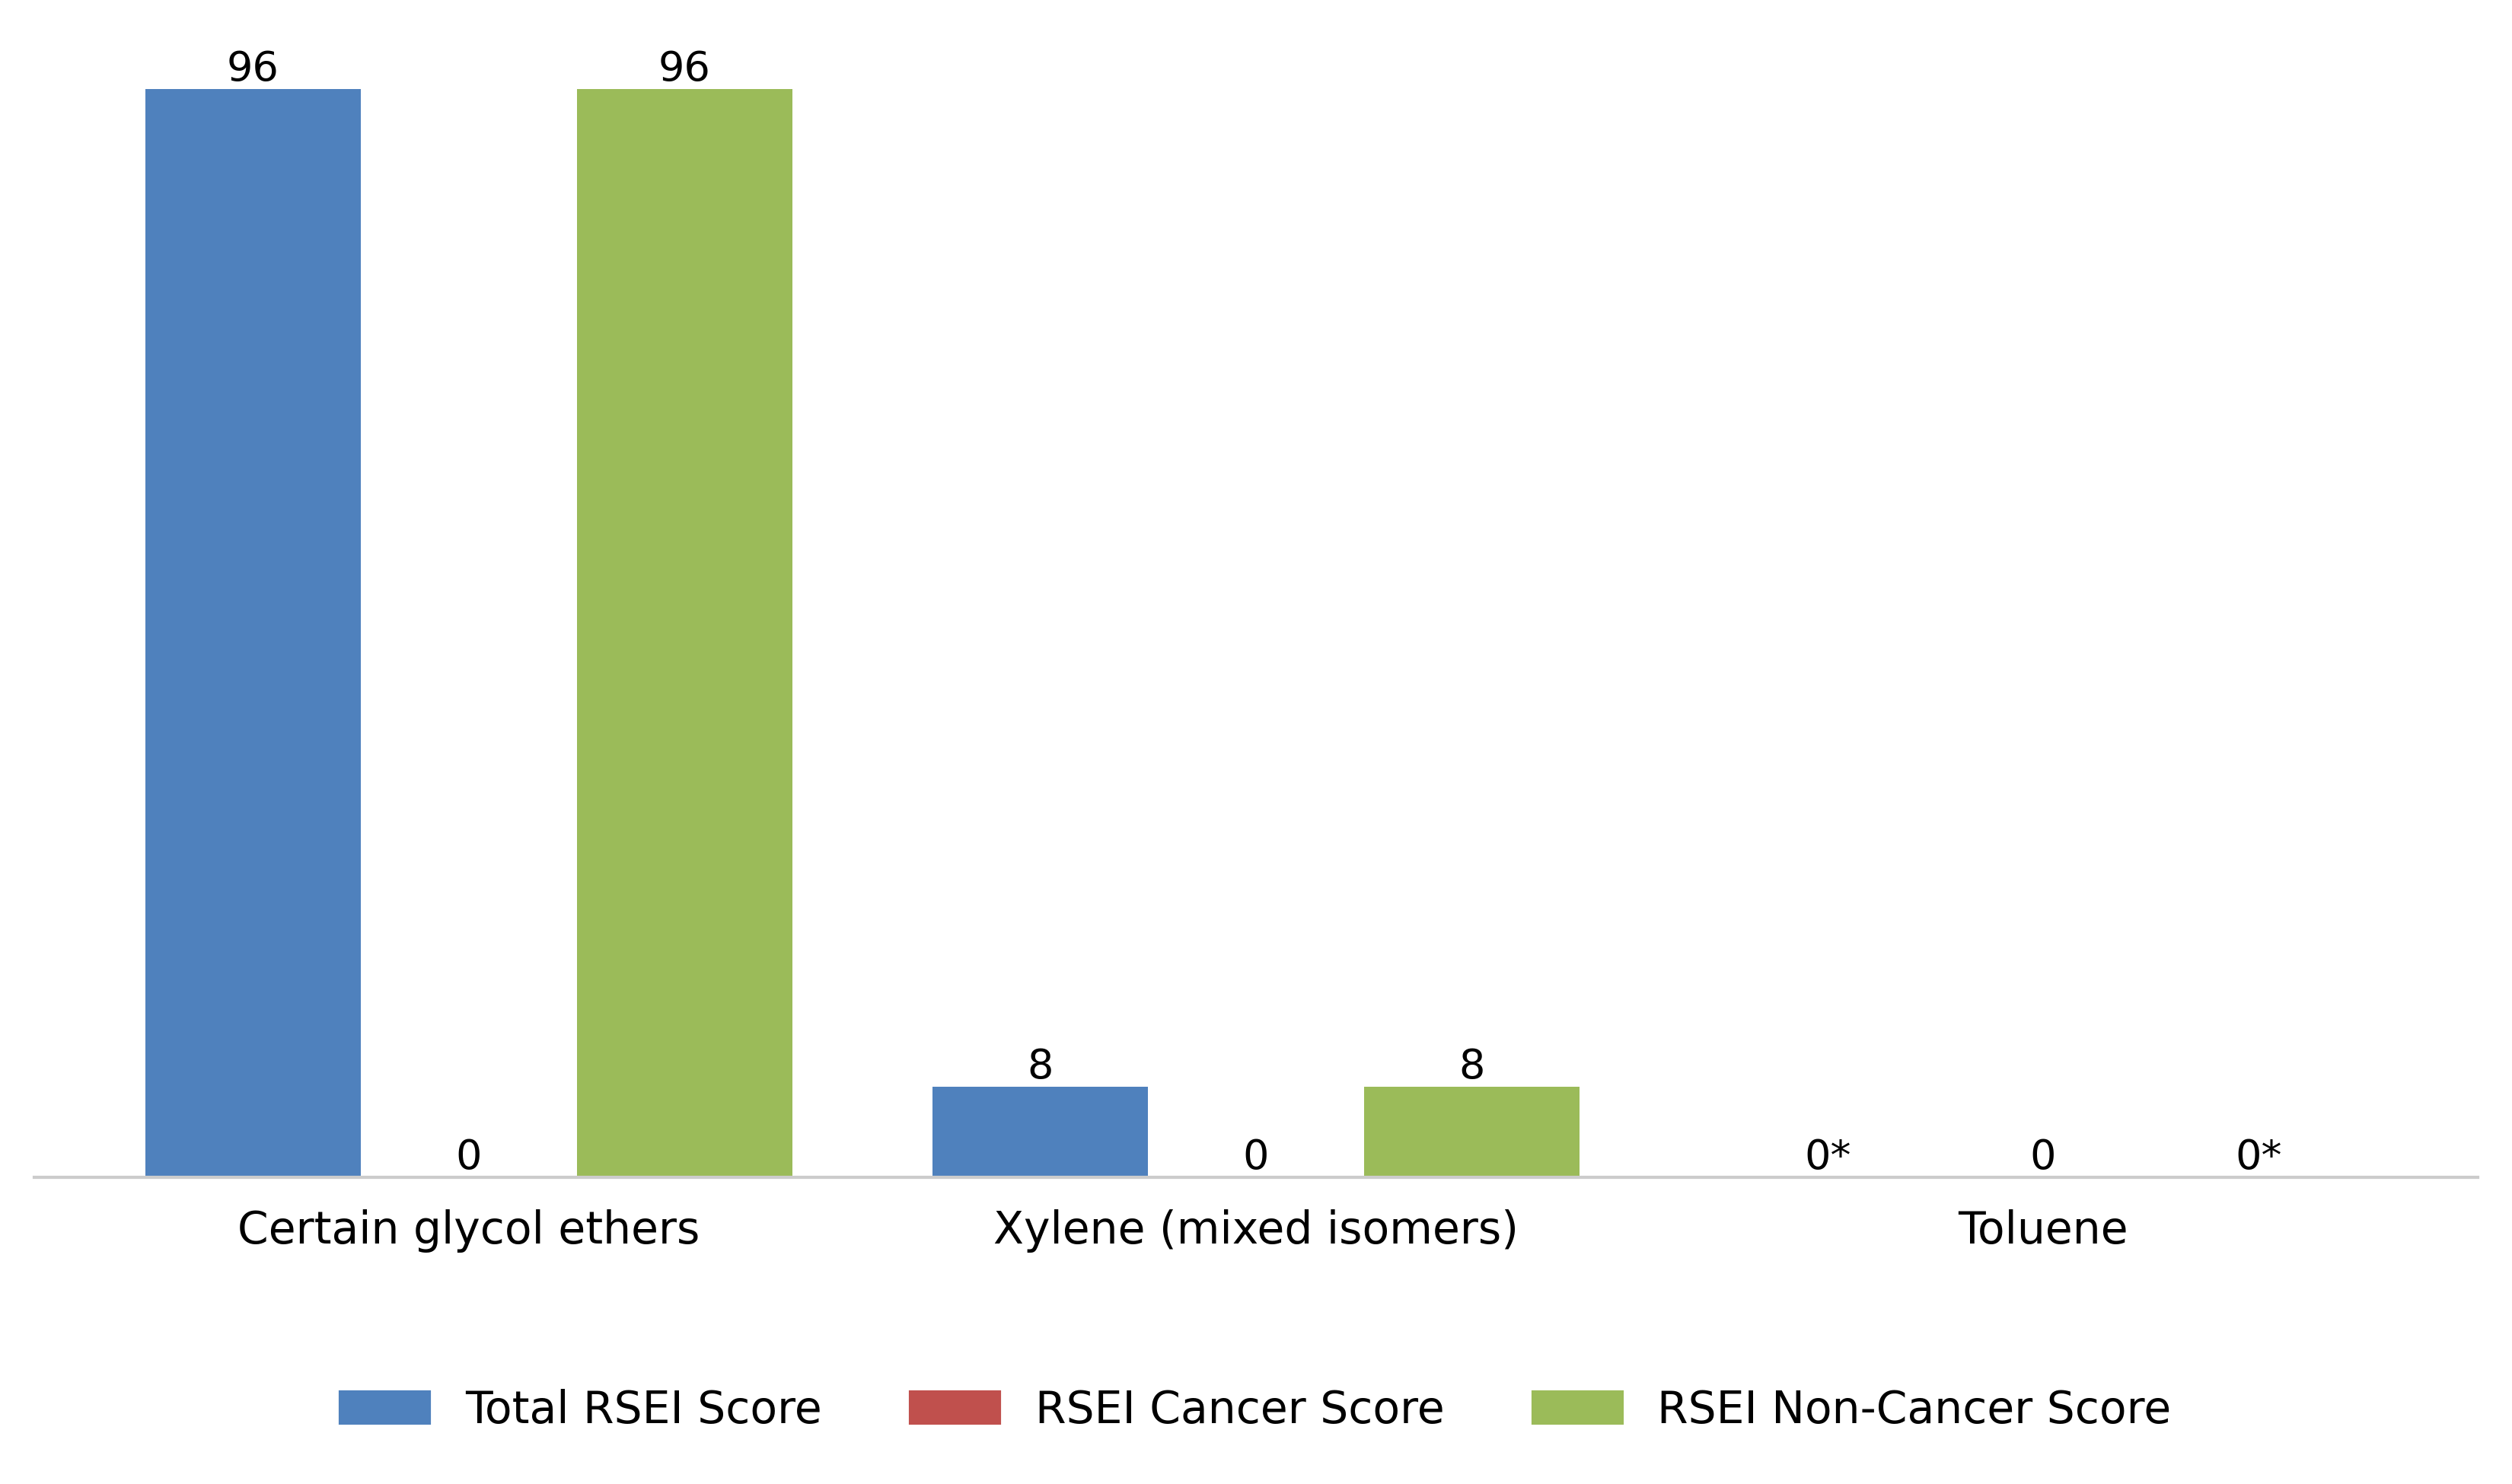 96 96
0
8 8
0
0* 0 0*
Certain glycol ethers Xylene (mixed isomers) Toluene
Total RSEI Score RSEI Cancer Score RSEI Non-Cancer Score